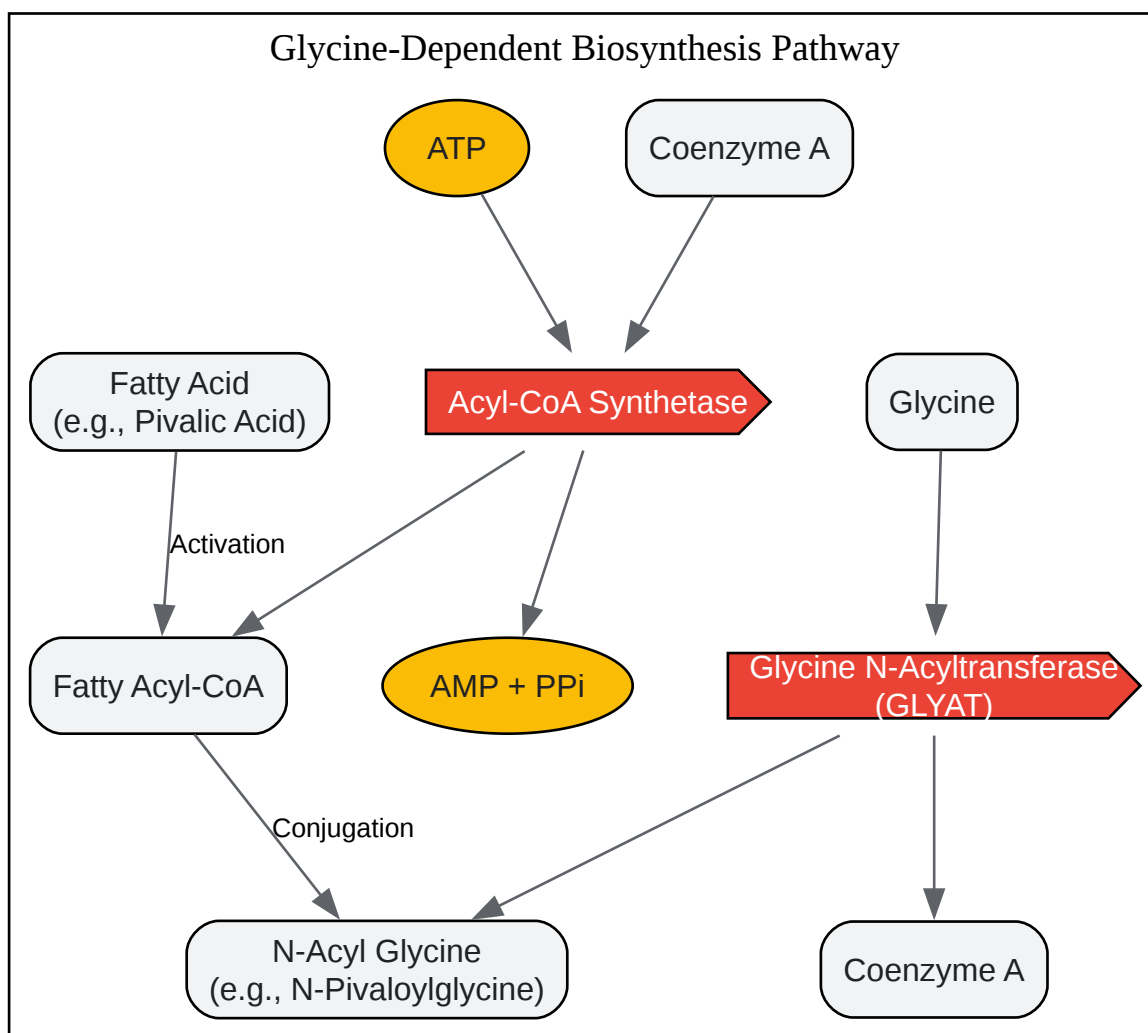 Glycine-Dependent Biosynthesis Pathway
ATP
Coenzyme A
Fatty Acid
(e.g., Pivalic Acid)
Acyl-CoA Synthetase
Glycine
Activation
Fatty Acyl-CoA
AMP + PPi
Glycine N-Acyltransferase
(GLYAT)
Conjugation
N-Acyl Glycine
(e.g., N-Pivaloylglycine)
Coenzyme A